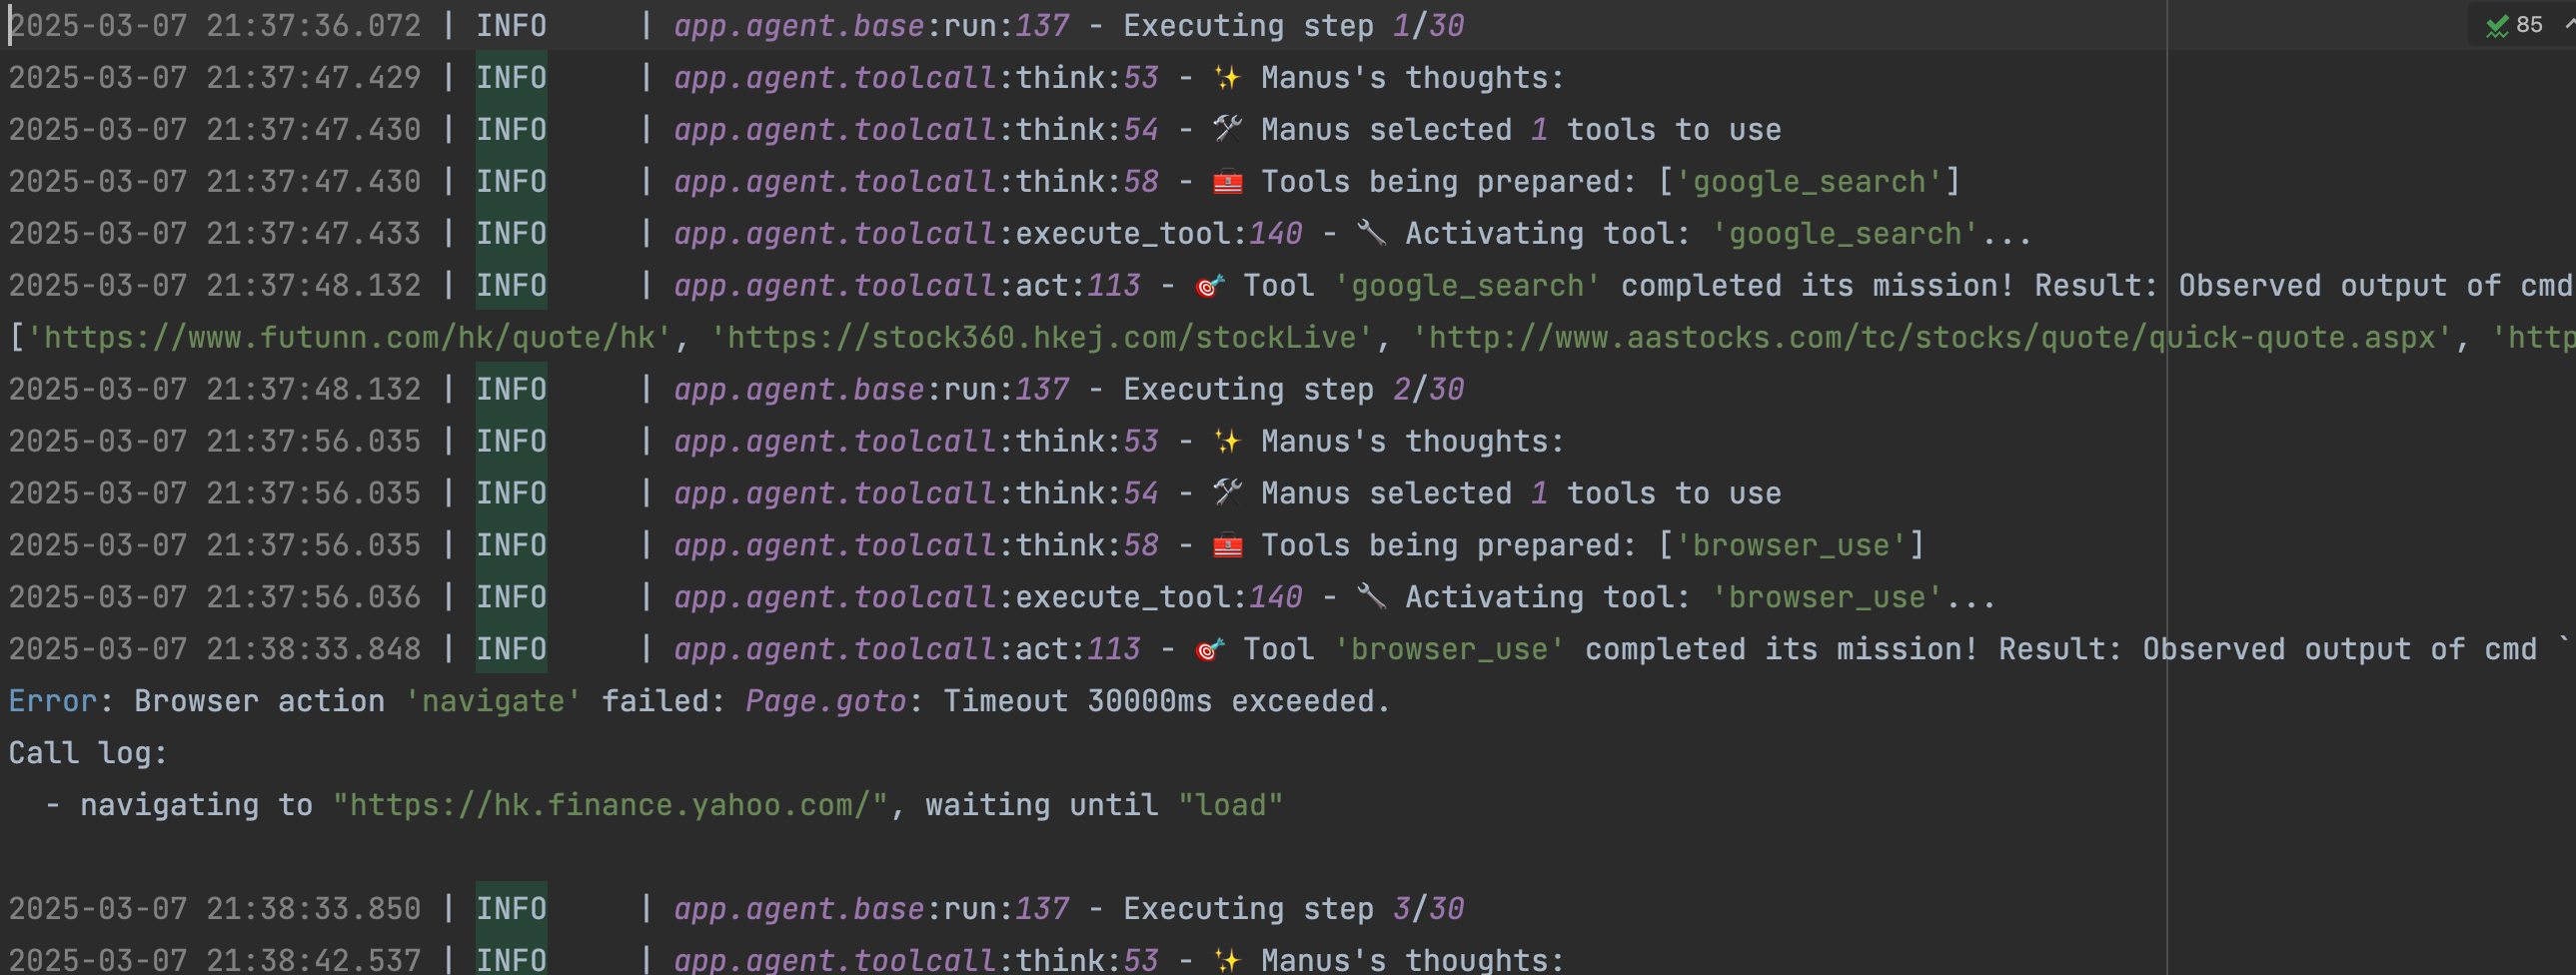 2025-03-07 21:37:36.072 | INFO     | app.agent.base:run:137 - Executing step 1/30
85
2025-03-07 21:37:47.429 | INFO     | app.agent.toolcall:think:53 - ✨ Manus's thoughts:
2025-03-07 21:37:47.430 | INFO     | app.agent.toolcall:think:54 - 🛠️ Manus selected 1 tools to use
2025-03-07 21:37:47.430 | INFO     | app.agent.toolcall:think:58 - 🧰 Tools being prepared: ['google_search']
2025-03-07 21:37:47.433 | INFO     | app.agent.toolcall:execute_tool:140 - 🔧 Activating tool: 'google_search'...
2025-03-07 21:37:48.132 | INFO     | app.agent.toolcall:act:113 - 🎯 Tool 'google_search' completed its mission! Result: Observed output of cmd
['https://www.futunn.com/hk/quote/hk', 'https://stock360.hkej.com/stockLive', 'http://www.aastocks.com/tc/stocks/quote/quick-quote.aspx', 'http
2025-03-07 21:37:48.132 | INFO     | app.agent.base:run:137 - Executing step 2/30
2025-03-07 21:37:56.035 | INFO     | app.agent.toolcall:think:53 - ✨ Manus's thoughts:
2025-03-07 21:37:56.035 | INFO     | app.agent.toolcall:think:54 - 🛠️ Manus selected 1 tools to use
2025-03-07 21:37:56.035 | INFO     | app.agent.toolcall:think:58 - 🧰 Tools being prepared: ['browser_use']
2025-03-07 21:37:56.036 | INFO     | app.agent.toolcall:execute_tool:140 - 🔧 Activating tool: 'browser_use'...
2025-03-07 21:38:33.848 | INFO     | app.agent.toolcall:act:113 - 🎯 Tool 'browser_use' completed its mission! Result: Observed output of cmd `
Error: Browser action 'navigate' failed: Page.goto: Timeout 30000ms exceeded.
Call log:
  - navigating to "https://hk.finance.yahoo.com/", waiting until "load"
2025-03-07 21:38:33.850 | INFO     | app.agent.base:run:137 - Executing step 3/30
2025-03-07 21:38:42.537 | INFO     | app.agent.toolcall:think:53 - ✨ Manus's thoughts: